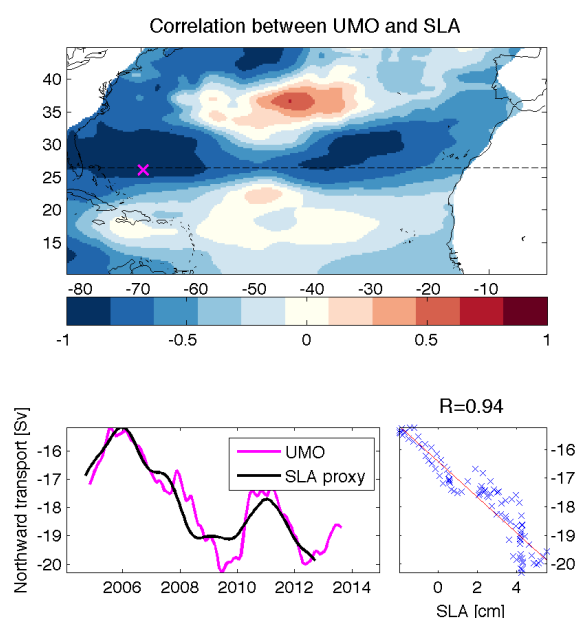 Correlation between UMO and SLA
40
35
30
25
20
15
-80 -70 -60 -50 -40 -30 -20 -10
-1 -0.5 0 0.5 1
R=0.94
Northward transport [Sv]
-16
-17
-18
-19
-20
UMO
SLA proxy
2006 2008 2010 2012 2014
-16
-17
-18
-19
-20
0 2 4
SLA [cm]